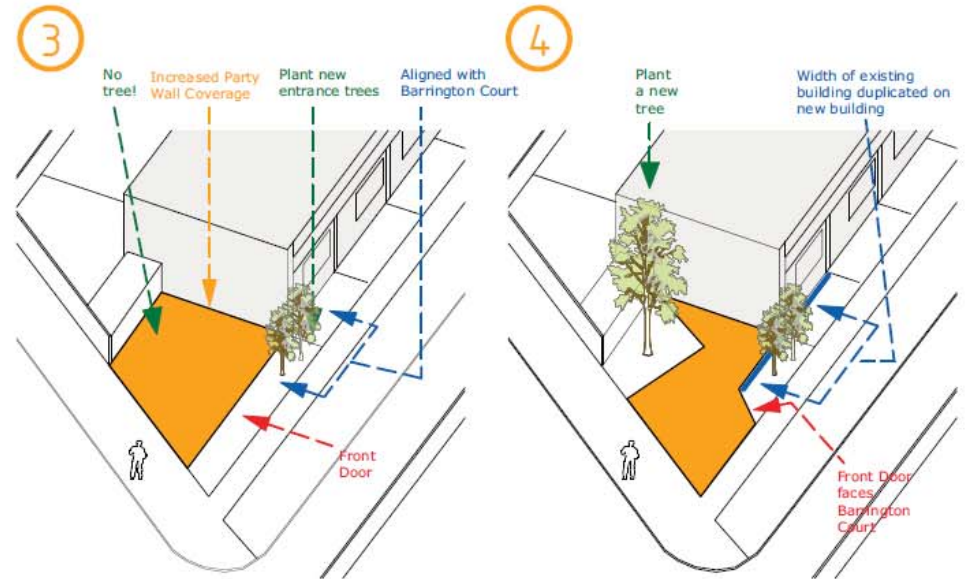 3
No
tree!
Increased Party
Wall Coverage
Plant new
entrance trees
Aligned with
Barrington Court
Front
Door
4
Plant
a new
tree
Width of existing
building duplicated on
new building
Front Door
faces
Barrington
Court